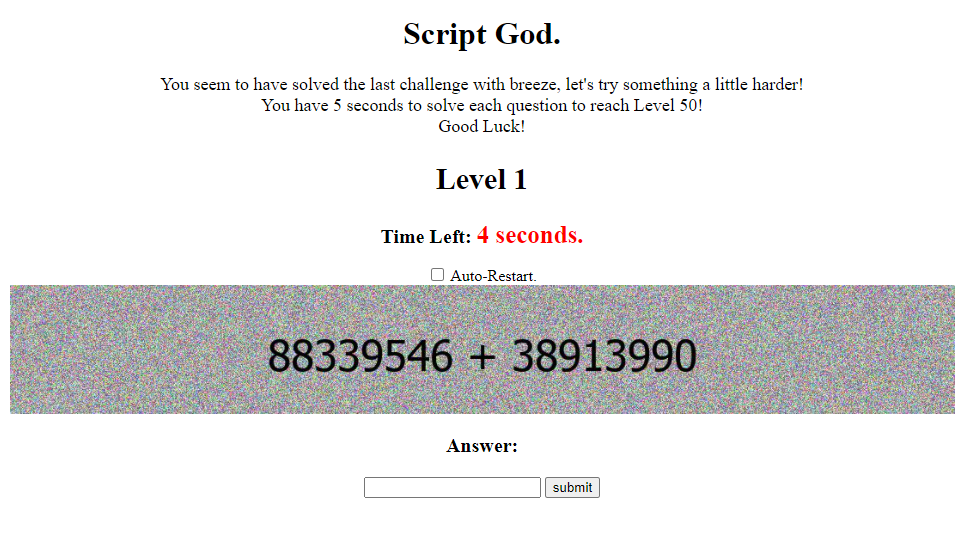 Script God.
You seem to have solved the last challenge with breeze, let's try something a little harder!
You have 5 seconds to solve each question to reach Level 50!
Good Luck!
Level 1
Time Left: 4 seconds.
Auto-Restart.
88339546 + 38913990
Answer:
submit